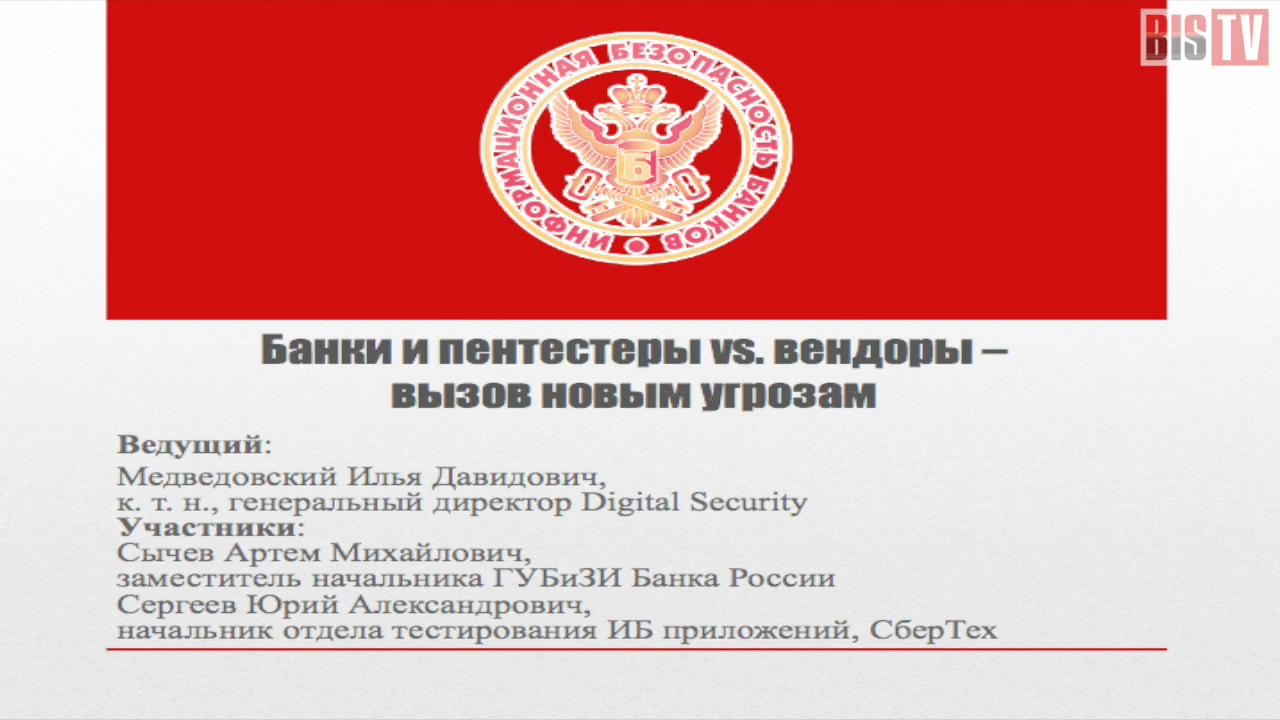 BISTV
ИНФОРМАЦИОННАЯ БЕЗОПАСНОСТЬ БАНКОВ
Б
Банки и пентестеры vs. вендоры –
вызов новым угрозам
Ведущий:
Медведовский Илья Давидович,
к. т. н., генеральный директор Digital Security
Участники:
Сычев Артем Михайлович,
заместитель начальника ГУБиЗИ Банка России
Сергеев Юрий Александрович,
начальник отдела тестирования ИБ приложений, СберТех